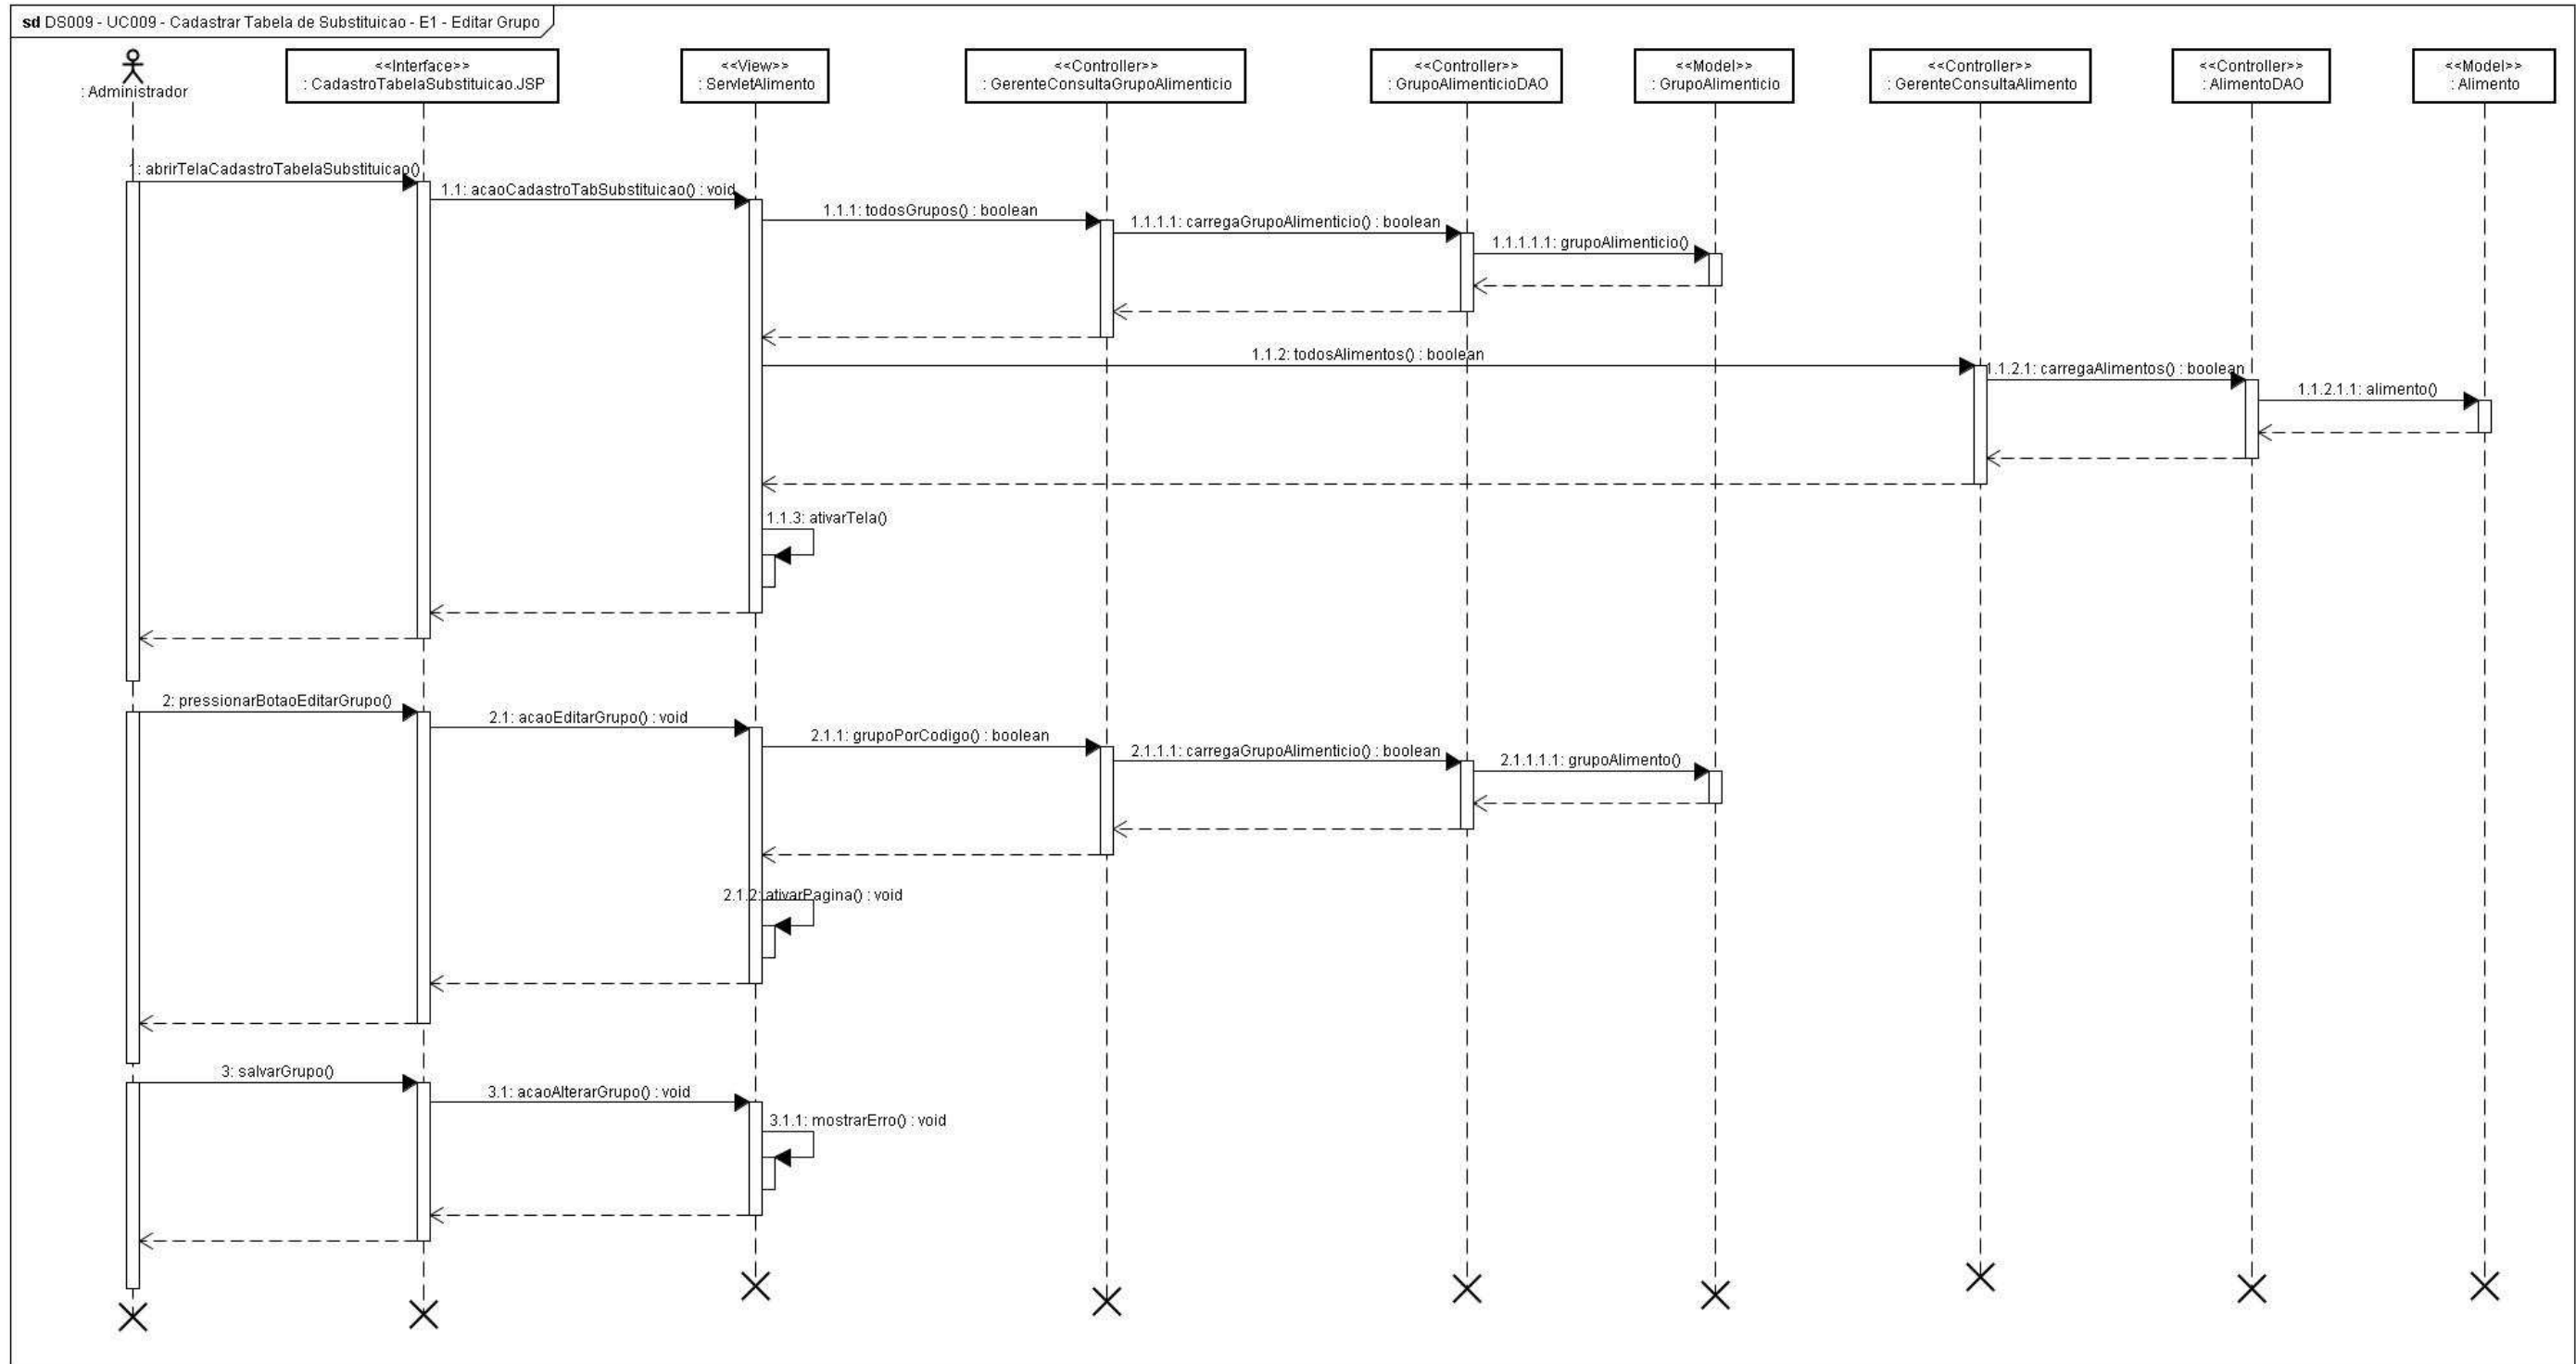 sd DS009 - UC009 - Cadastrar Tabela de Substituicao - E1 - Editar Grupo
: Administrador
<<Interface>>
: CadastroTabelaSubstituicao.JSP
<<View>>
: ServletAlimento
<<Controller>>
: GerenteConsultaGrupoAlimenticio
<<Controller>>
: GrupoAlimenticioDAO
<<Model>>
: GrupoAlimenticio
<<Controller>>
: GerenteConsultaAlimento
<<Controller>>
: AlimentoDAO
<<Model>>
: Alimento
1: abrirTelaCadastroTabelaSubstituicao()
1.1: acaoCadastroTabSubstituicao() : void
1.1.1: todosGrupos() : boolean
1.1.1.1: carregaGrupoAlimenticio() : boolean
1.1.1.1.1: grupoAlimenticio()
1.1.2: todosAlimentos() : boolean
1.1.2.1: carregaAlimentos() : boolean
1.1.2.1.1: alimento()
1.1.3: ativarTela()
2: pressionarBotaoEditarGrupo()
2.1: acaoEditarGrupo() : void
2.1.1: grupoPorCodigo() : boolean
2.1.1.1: carregaGrupoAlimenticio() : boolean
2.1.1.1.1: grupoAlimento()
2.1.2: ativarPagina() : void
3: salvarGrupo()
3.1: acaoAlterarGrupo() : void
3.1.1: mostrarErro() : void